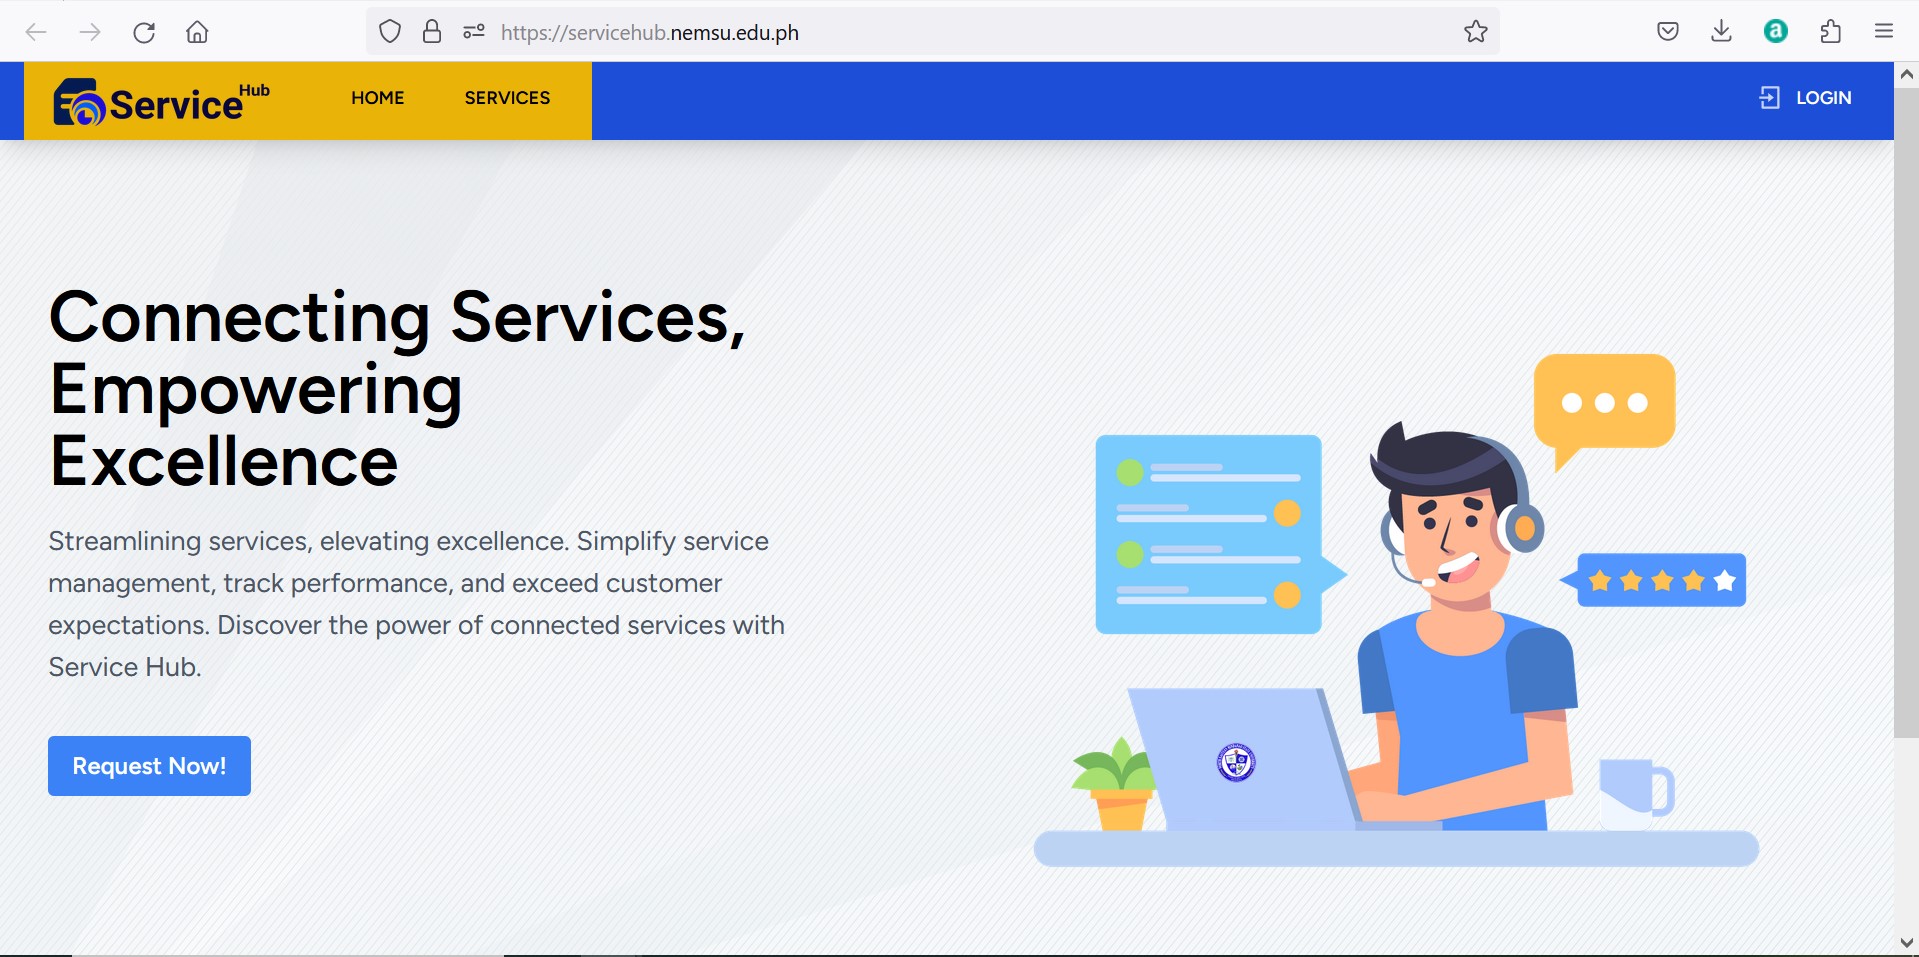 https://servicehub.nemsu.edu.ph
a
Service Hub
HOME
SERVICES
LOGIN
Connecting Services,
Empowering
Excellence
Streamlining services, elevating excellence. Simplify service
management, track performance, and exceed customer
expectations. Discover the power of connected services with
Service Hub.
Request Now!